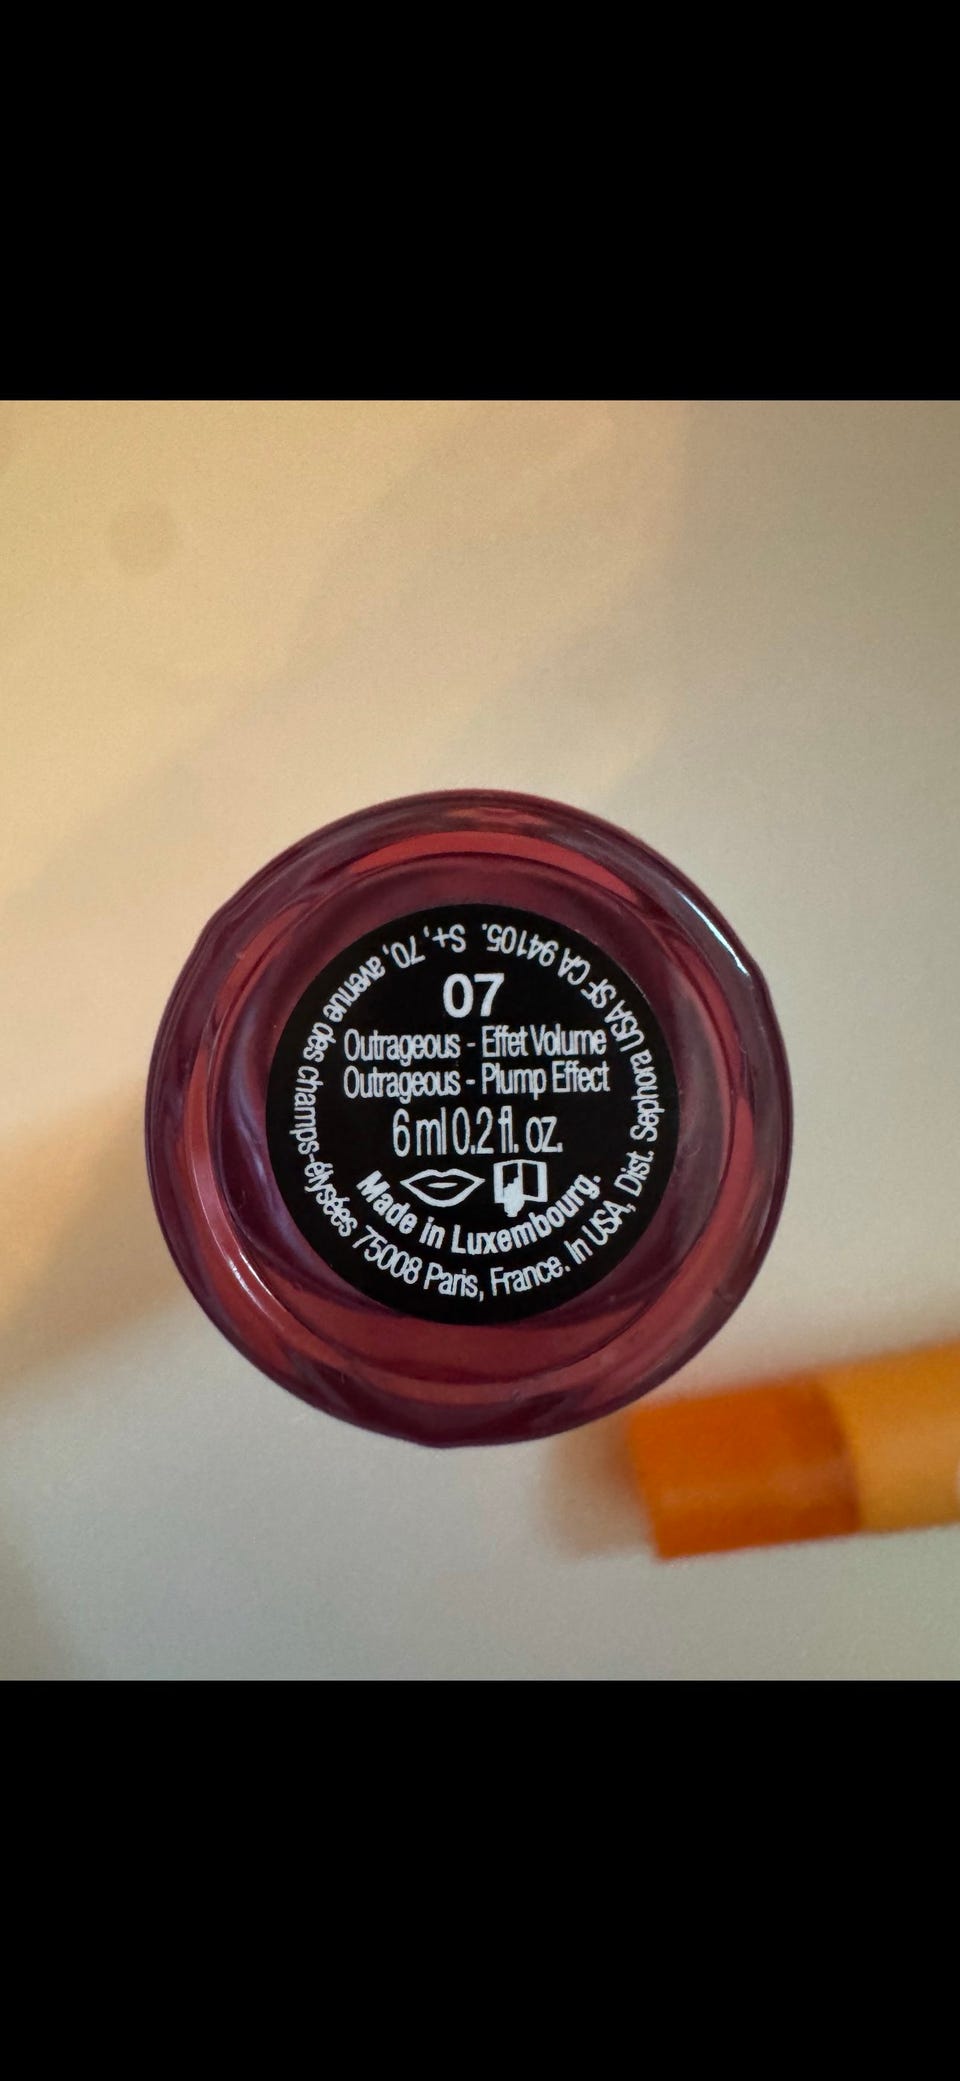 07
Outrageous - Effet Volume
Outrageous - Plump Effect
6 ml 0.2 fl. oz.
Made in Luxembourg.
S+, 70, avenue des champs-élysées 75008 Paris, France. In USA, Dist. Sephora USA SF CA 94105.